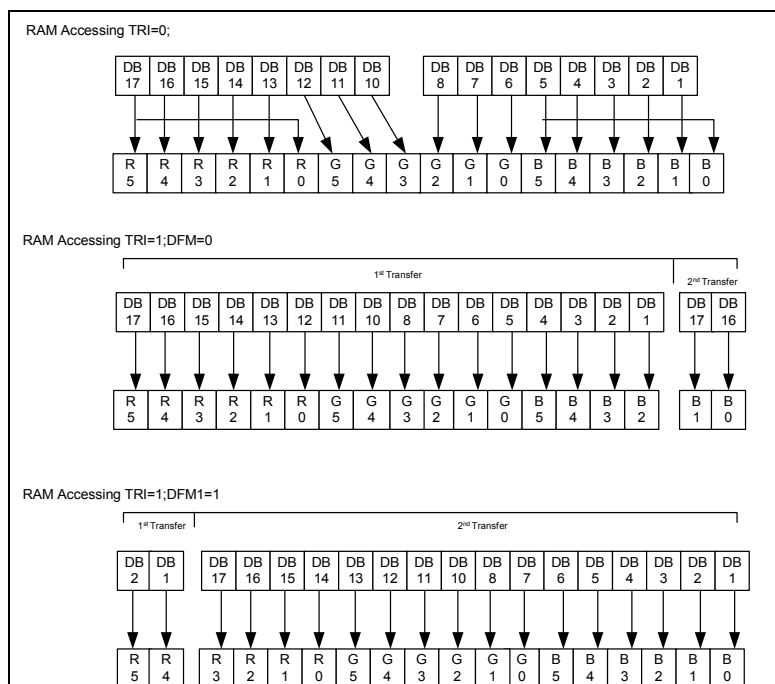 RAM Accessing TRI=0;
DB DB DB DB DB DB DB DB DB DB DB DB DB DB DB DB
17 16 15 14 13 12 11 10 8 7 6 5 4 3 2 1
R R R R R R G G G G G G B B B B B B
5 4 3 2 1 0 5 4 3 2 1 0 5 4 3 2 1 0
RAM Accessing TRI=1;DFM=0
1st Transfer 2nd Transfer
DB DB DB DB DB DB DB DB DB DB DB DB DB DB DB DB DB DB
17 16 15 14 13 12 11 10 8 7 6 5 4 3 2 1 17 16
R R R R R R G G G G G G B B B B B B
5 4 3 2 1 0 5 4 3 2 1 0 5 4 3 2 1 0
RAM Accessing TRI=1;DFM1=1
1st Transfer 2nd Transfer
DB DB DB DB DB DB DB DB DB DB DB DB DB DB DB DB DB DB
2 1 17 16 15 14 13 12 11 10 8 7 6 5 4 3 2 1
R R R R R R G G G G G G B B B B B B
5 4 3 2 1 0 5 4 3 2 1 0 5 4 3 2 1 0